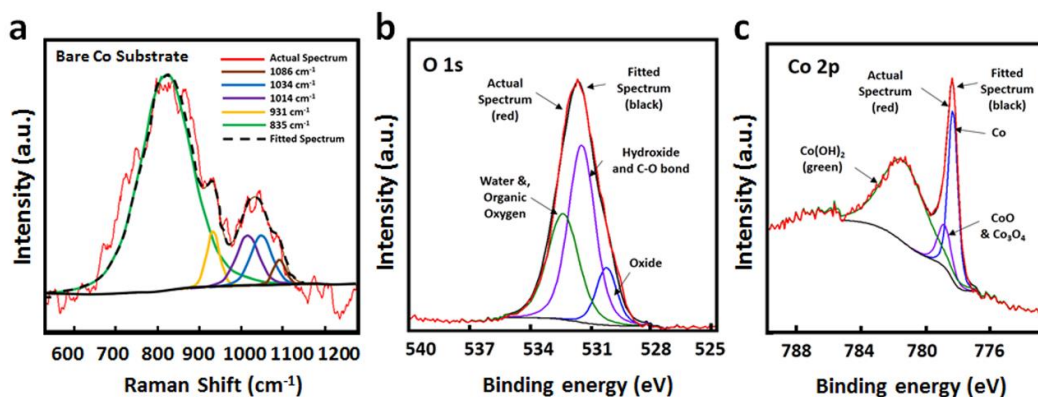 a
Bare Co Substrate
Actual Spectrum
1086 cm⁻¹
1034 cm⁻¹
1014 cm⁻¹
931 cm⁻¹
835 cm⁻¹
Fitted Spectrum
Intensity (a.u.)
600 700 800 900 1000 1100 1200
Raman Shift (cm⁻¹)
b
O 1s
Actual
Spectrum
(red)
Fitted
Spectrum
(black)
Hydroxide
and C-O bond
Water &,
Organic
Oxygen
Oxide
Intensity (a.u.)
540 537 534 531 528 525
Binding energy (eV)
c
Co 2p
Actual
Spectrum
(red)
Fitted
Spectrum
(black)
Co
Co(OH)₂
(green)
CoO
& Co₃O₄
Intensity (a.u.)
788 784 780 776
Binding energy (eV)